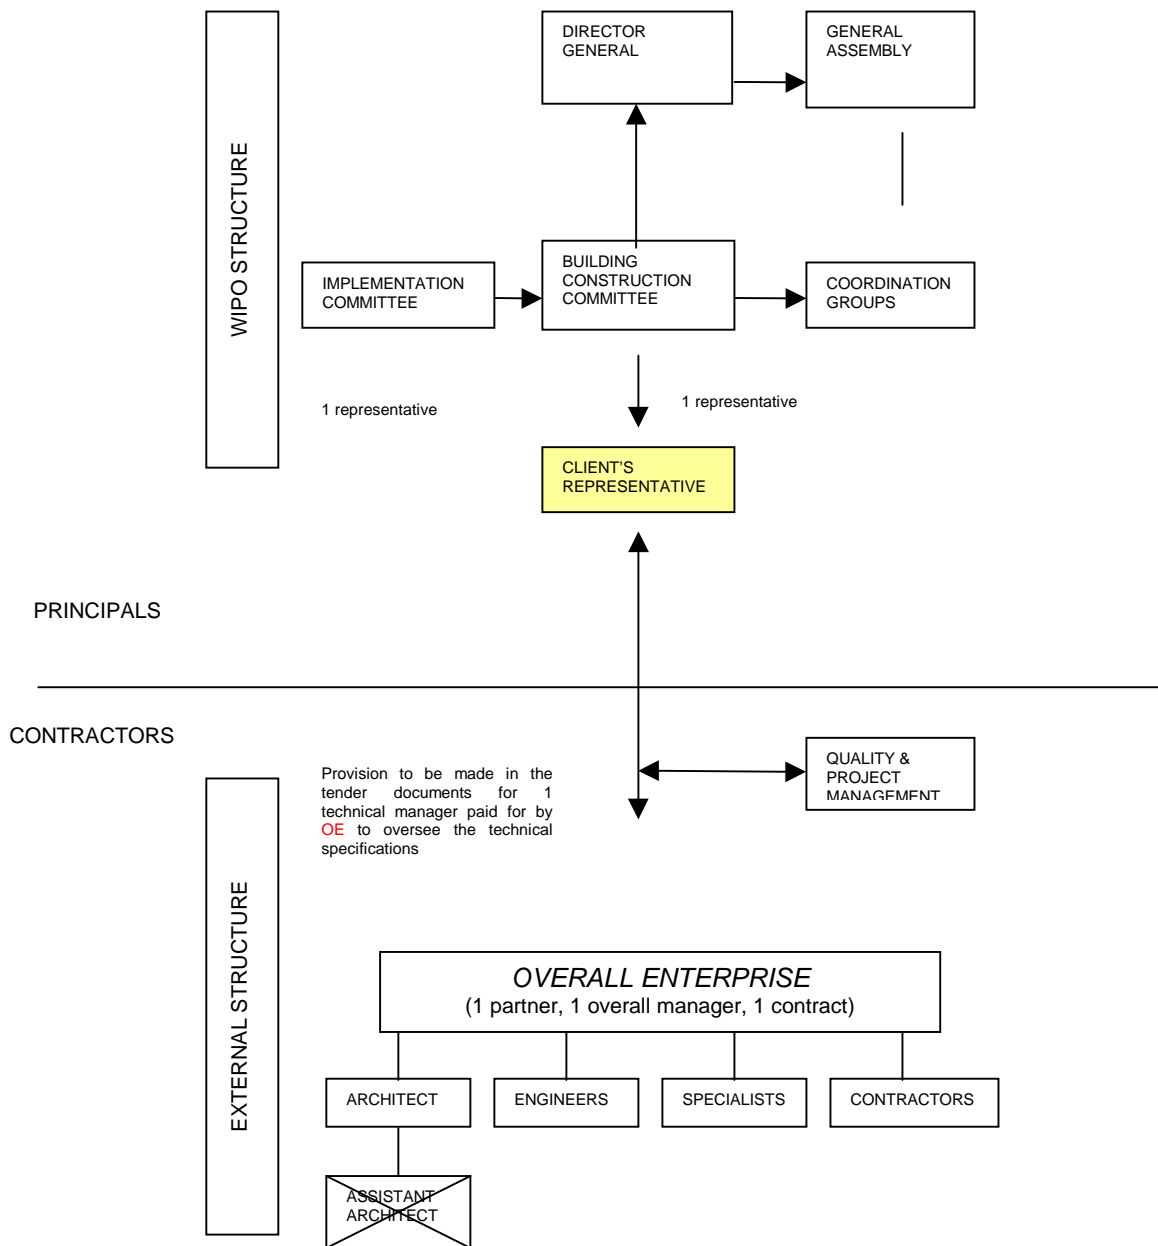 WIPO STRUCTURE
DIRECTOR
GENERAL
GENERAL
ASSEMBLY
IMPLEMENTATION
COMMITTEE
BUILDING
CONSTRUCTION
COMMITTEE
COORDINATION
GROUPS
1 representative
1 representative
CLIENT'S
REPRESENTATIVE
PRINCIPALS
CONTRACTORS
EXTERNAL STRUCTURE
Provision to be made in the
tender documents for 1
technical manager paid for by
OE to oversee the technical
specifications
QUALITY &
PROJECT
MANAGEMENT
OVERALL ENTERPRISE
(1 partner, 1 overall manager, 1 contract)
ARCHITECT
ENGINEERS
SPECIALISTS
CONTRACTORS
ASSISTANT
ARCHITECT